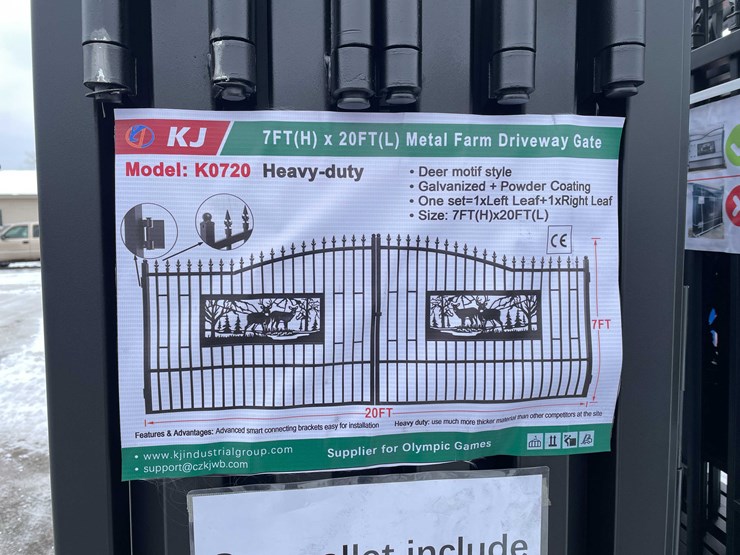 KJ
7FT(H) x 20FT(L) Metal Farm Driveway Gate
Model: K0720 Heavy-duty
• Deer motif style
• Galvanized + Powder Coating
• One set=1xLeft Leaf+1xRight Leaf
• Size: 7FT(H)x20FT(L)
CE
7FT
20FT
Features & Advantages: Advanced smart connecting brackets easy for installation Heavy duty: use much more thicker material than other competitors at the site
• www.kjindustrialgroup.com
• support@czkjwb.com
Supplier for Olympic Games
pallet include